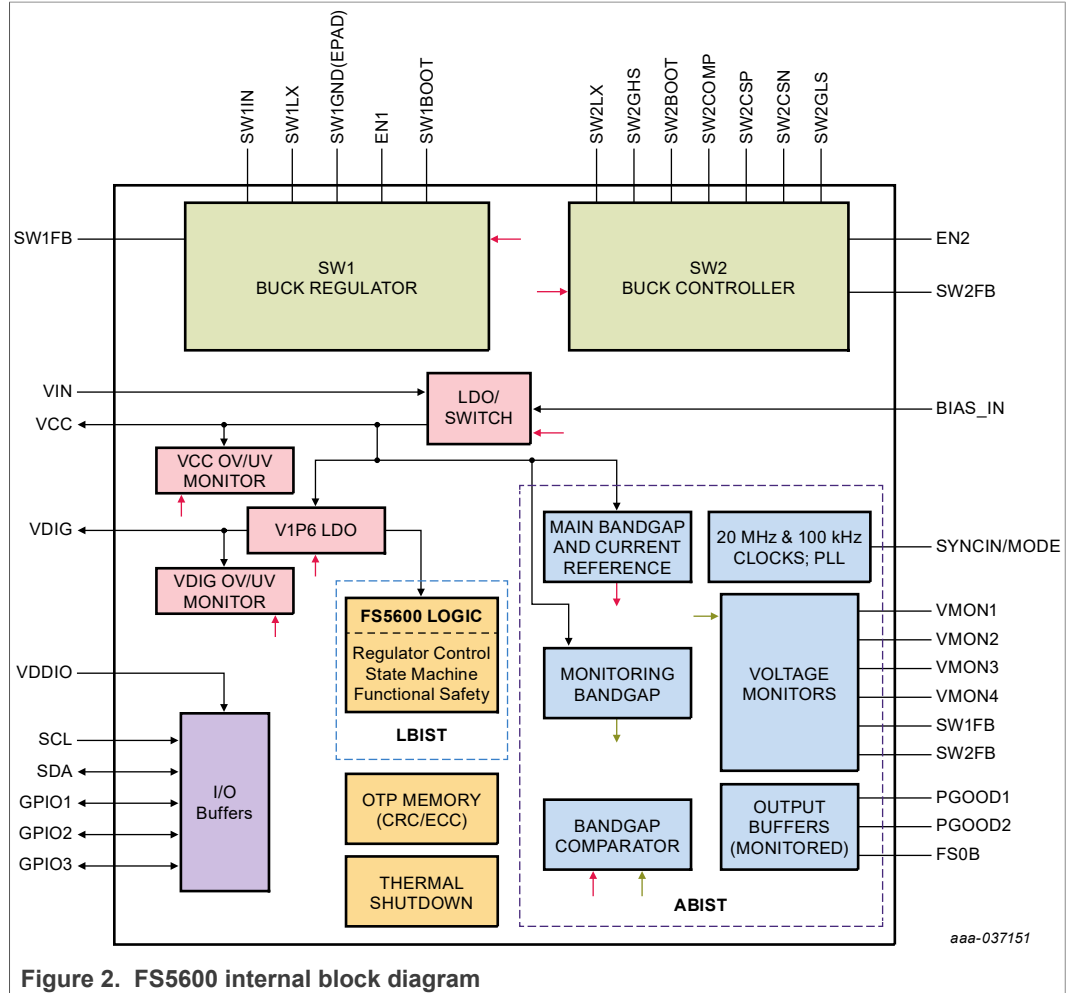 SW1IN
SW1LX
SW1GND(EPAD)
EN1
SW1BOOT
SW2LX
SW2GHS
SW2BOOT
SW2COMP
SW2CSP
SW2CSN
SW2GLS
SW1FB
SW1
BUCK REGULATOR
SW2
BUCK CONTROLLER
EN2
SW2FB
VIN
VCC
LDO/
SWITCH
BIAS_IN
VCC OV/UV
MONITOR
VDIG
V1P6 LDO
VDIG OV/UV
MONITOR
MAIN BANDGAP
AND CURRENT
REFERENCE
20 MHz & 100 kHz
CLOCKS; PLL
SYNCIN/MODE
FS5600 LOGIC
Regulator Control
State Machine
Functional Safety
LBIST
MONITORING
BANDGAP
VOLTAGE
MONITORS
VMON1
VMON2
VMON3
VMON4
SW1FB
SW2FB
VDDIO
SCL
SDA
GPIO1
GPIO2
GPIO3
I/O
Buffers
OTP MEMORY
(CRC/ECC)
THERMAL
SHUTDOWN
BANDGAP
COMPARATOR
OUTPUT
BUFFERS
(MONITORED)
PGOOD1
PGOOD2
FS0B
ABIST
aaa-037151
Figure 2. FS5600 internal block diagram